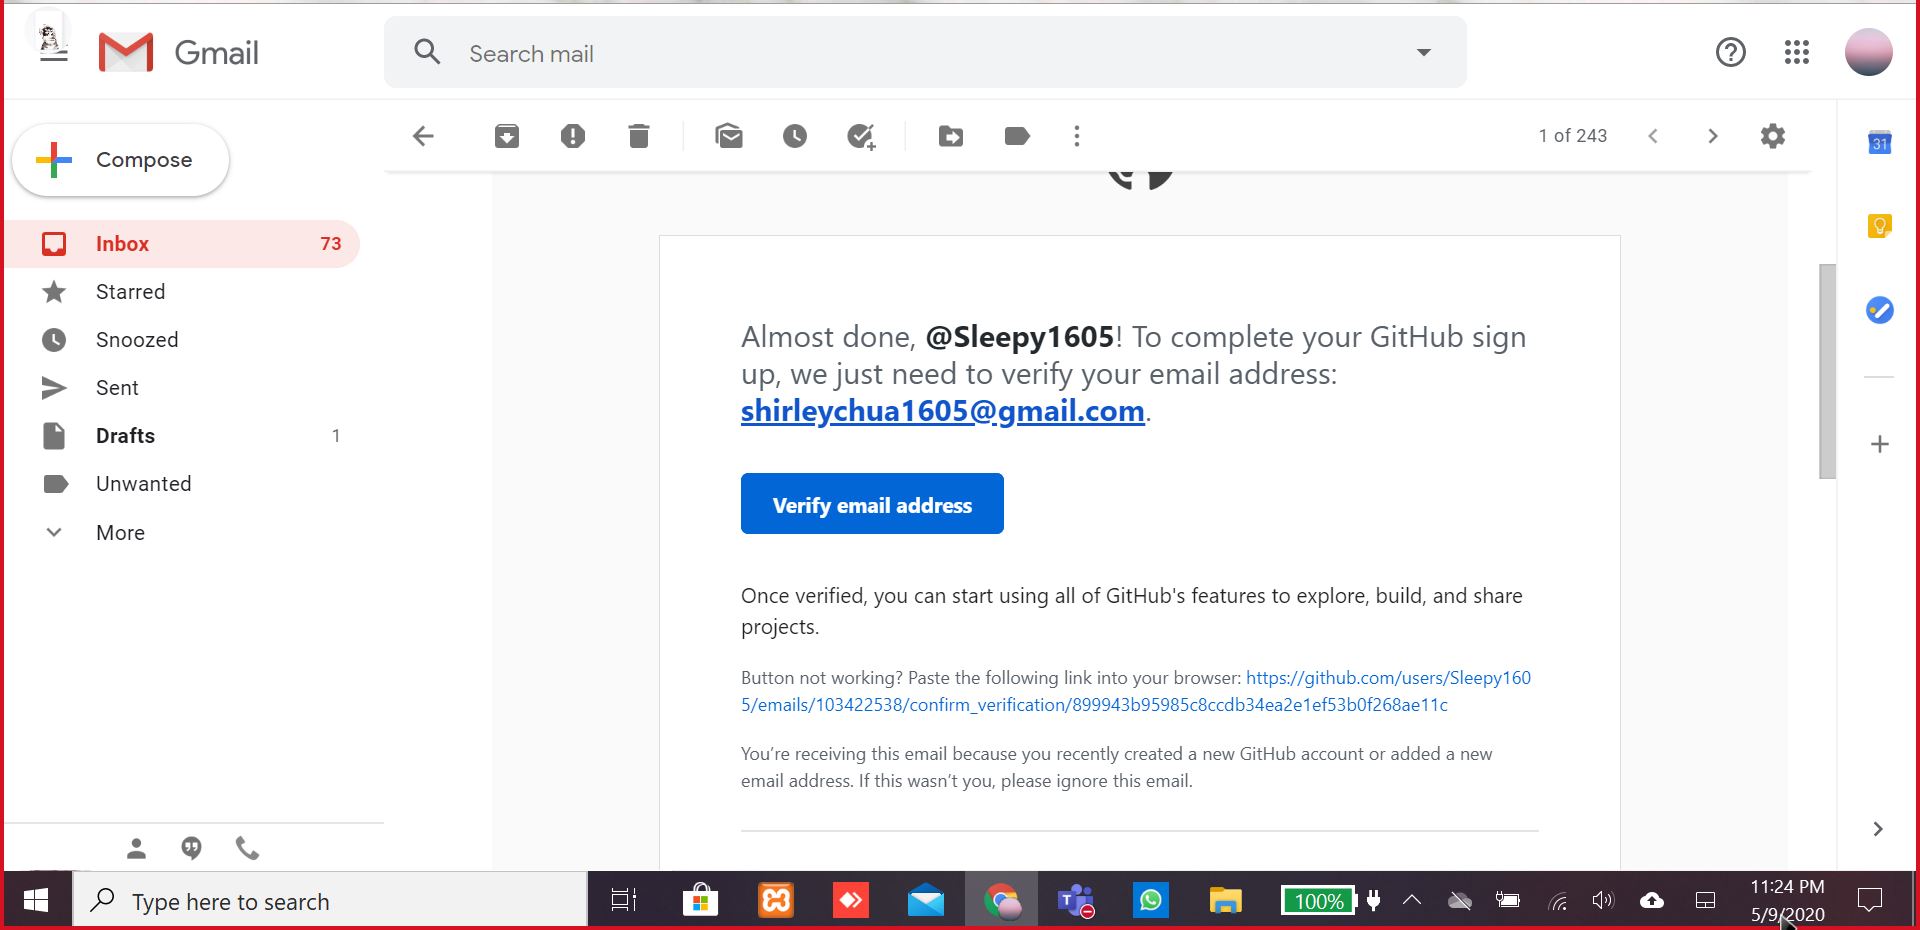 Gmail
Search mail
Compose
1 of 243
31
Inbox 73
Starred
Snoozed
Sent
Drafts 1
Unwanted
More
Almost done, @Sleepy1605! To complete your GitHub sign
up, we just need to verify your email address:
shirleychua1605@gmail.com.
Verify email address
Once verified, you can start using all of GitHub's features to explore, build, and share
projects.
Button not working? Paste the following link into your browser: https://github.com/users/Sleepy160
5/emails/103422538/confirm_verification/899943b95985c8ccdb34ea2e1ef53b0f268ae11c
You’re receiving this email because you recently created a new GitHub account or added a new
email address. If this wasn’t you, please ignore this email.
Type here to search
100%
11:24 PM
5/9/2020